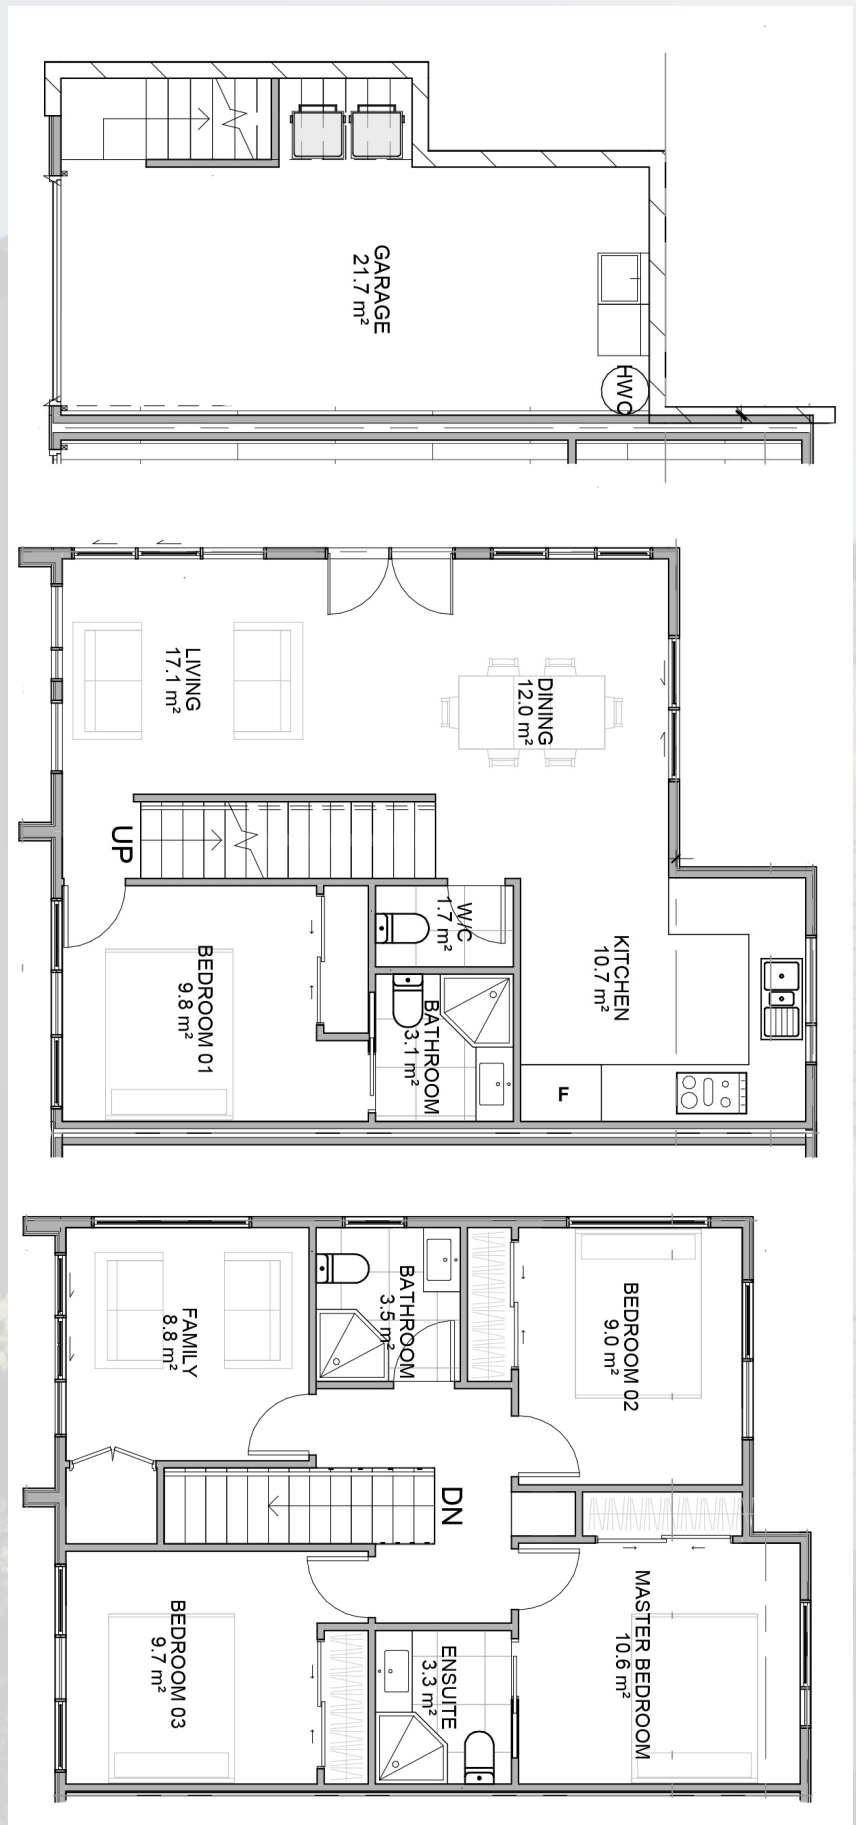 GARAGE
21.7 m²
HWC
LIVING
17.1 m²
DINING
12.0 m²
UP
W/C
1.7 m²
KITCHEN
10.7 m²
BEDROOM 01
9.8 m²
BATHROOM
3.1 m²
F
FAMILY
8.8 m²
BATHROOM
3.5 m²
BEDROOM 02
9.0 m²
DN
BEDROOM 03
9.7 m²
ENSUITE
3.3 m²
MASTER BEDROOM
10.6 m²